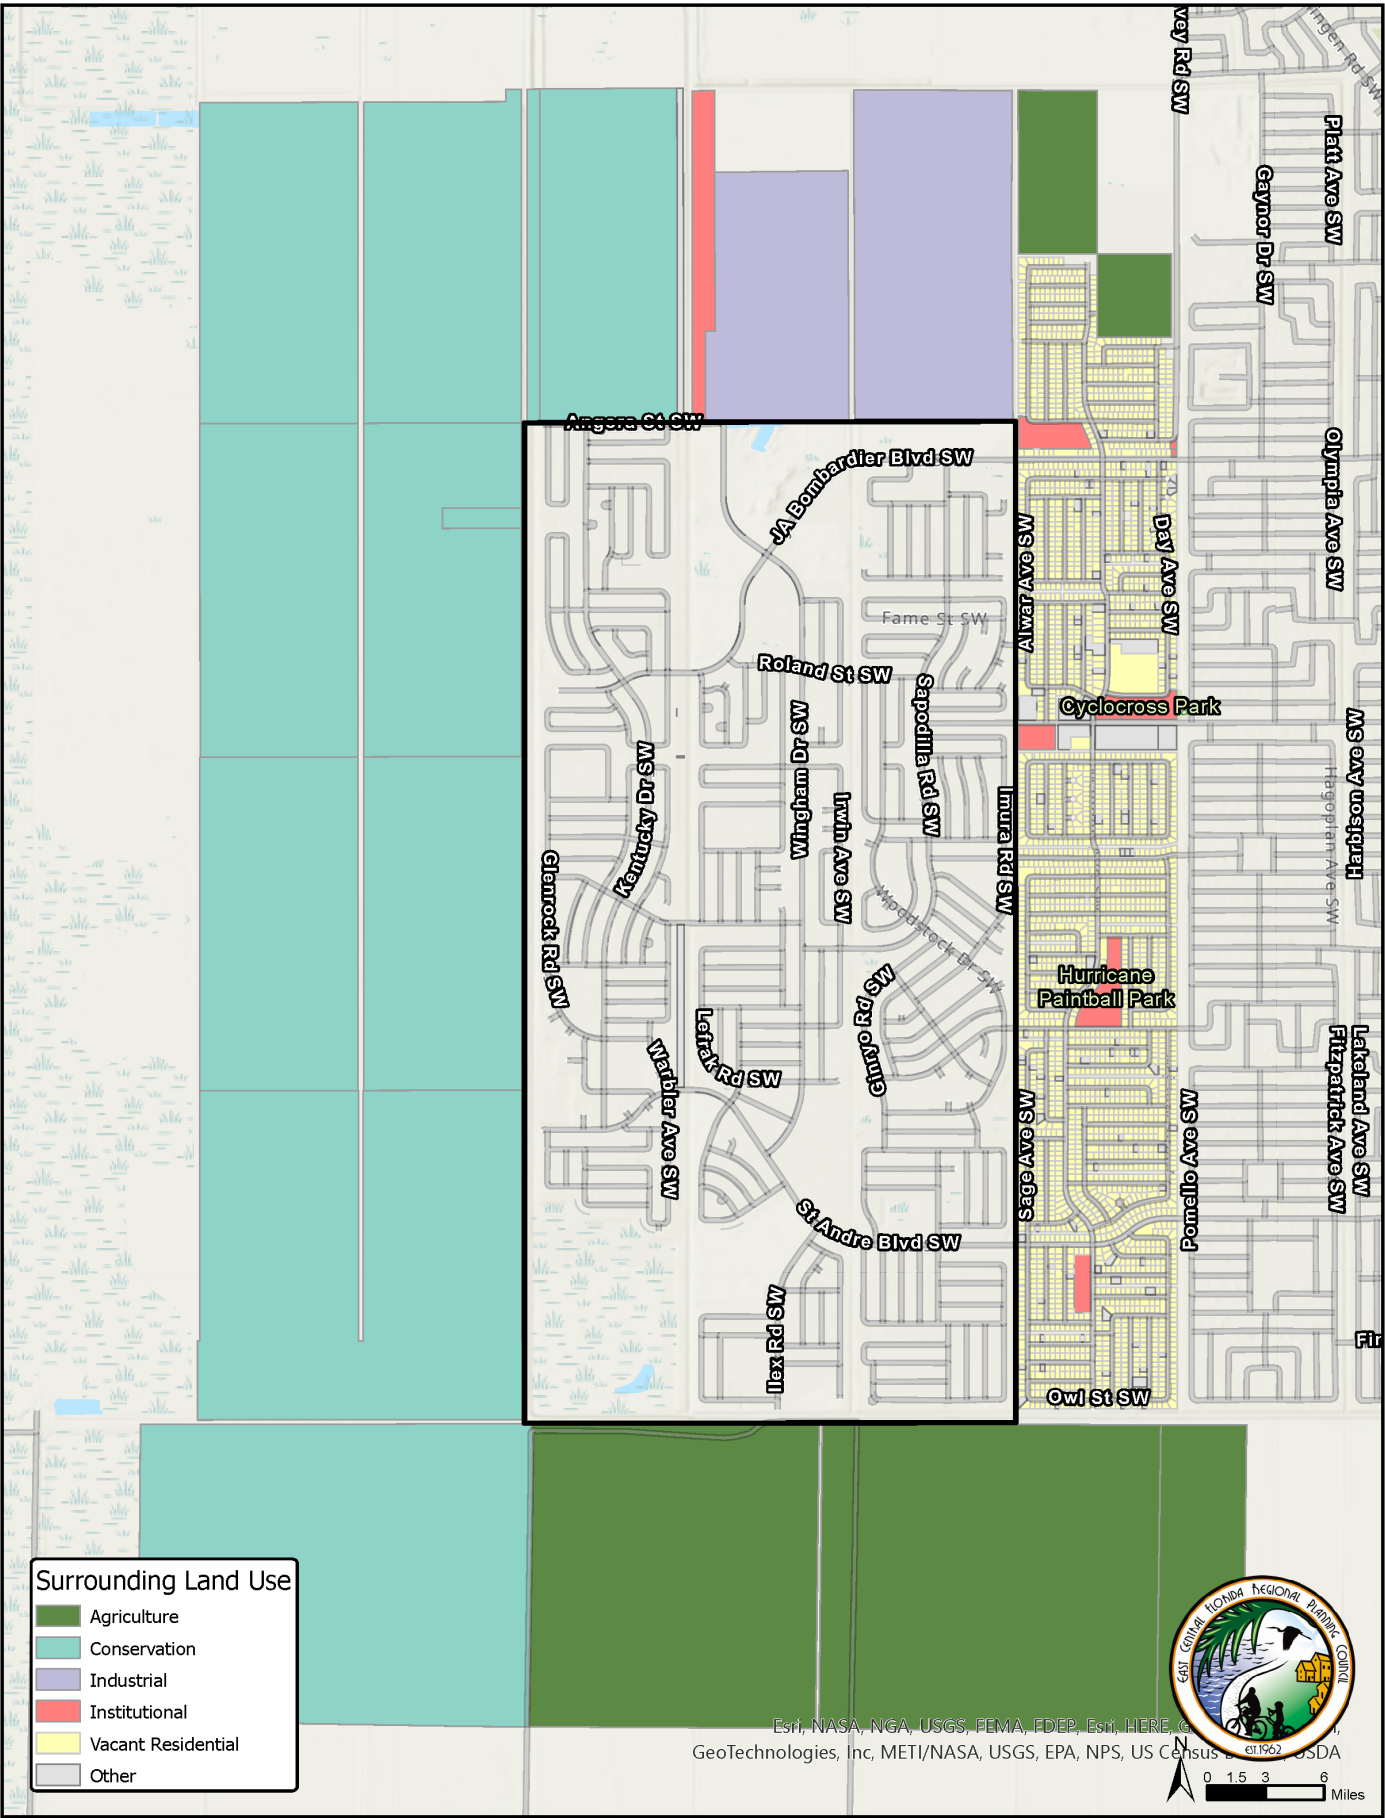 vey Rd SW
ingen Rd SW
Platt Ave SW
Gaynor Dr SW
Angora St SW
JA Bombardier Blvd SW
Olympia Ave SW
Alwar Ave SW
Day Ave SW
Fame St SW
Roland St SW
Sapodilla Rd SW
Cyclocross Park
Wingham Dr SW
Kentucky Dr SW
Irwin Ave SW
Imura Rd SW
Harbison Ave SW
Hagoplan Ave SW
Glenrock Rd SW
Woodstock Dr SW
Hurricane
Paintball Park
Ginko Rd SW
Lefrak Rd SW
Warbler Ave SW
Lakeland Ave SW
Fitzpatrick Ave SW
Sage Ave SW
Pomello Ave SW
St Andre Blvd SW
Ilex Rd SW
Fir
Owl St SW
Surrounding Land Use
Agriculture
Conservation
Industrial
Institutional
Vacant Residential
Other
EAST CENTRAL FLORIDA REGIONAL PLANNING COUNCIL
EST.1962
Esri, NASA, NGA, USGS, FEMA, FDEP, Esri, HERE, G
GeoTechnologies, Inc, METI/NASA, USGS, EPA, NPS, US Census USDA
N
0 1.5 3 6
Miles